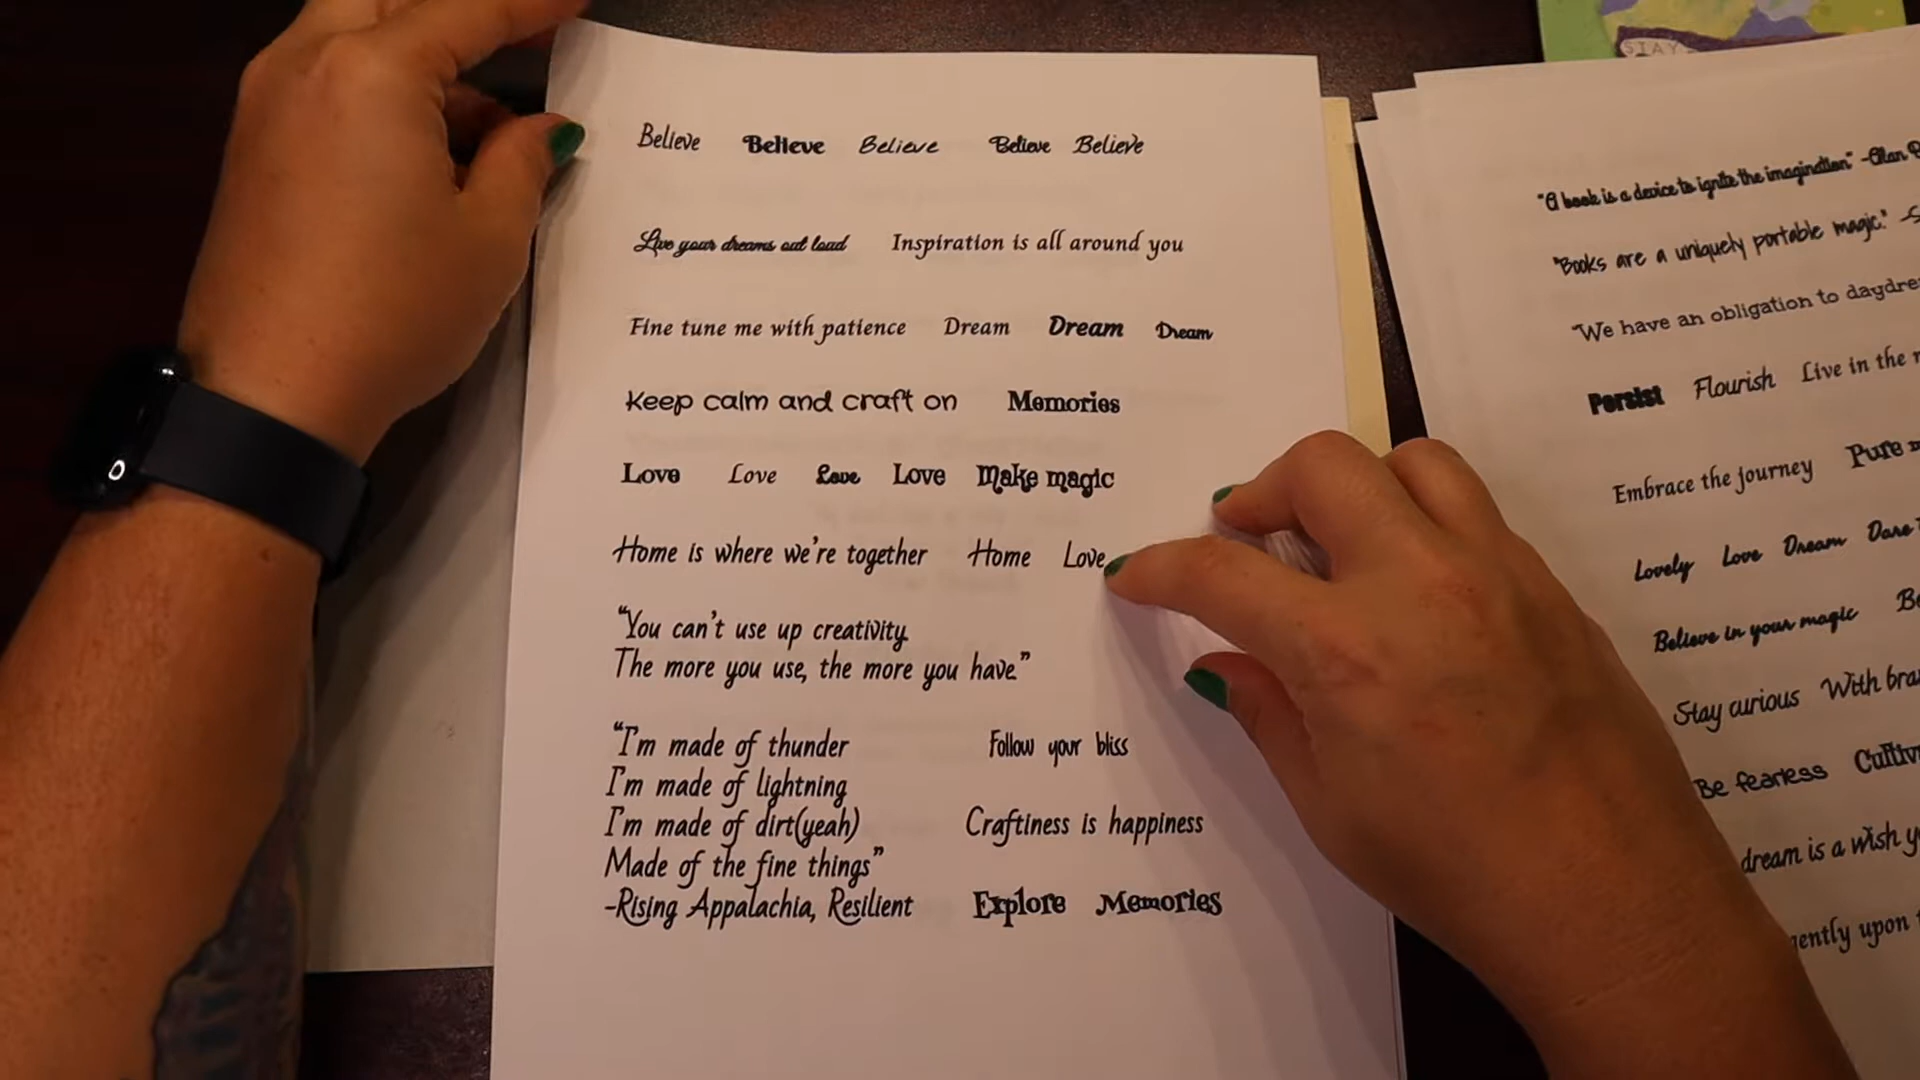 Believe Believe Believe Believe Believe
Live your dreams out loud Inspiration is all around you
Fine tune me with patience Dream Dream Dream
Keep calm and craft on Memories
Love Love Love Love Make magic
Home is where we're together Home Love
"You can't use up creativity.
The more you use, the more you have."
"I'm made of thunder Follow your bliss
I'm made of lightning
I'm made of dirt(yeah) Craftiness is happiness
Made of the fine things"
-Rising Appalachia, Resilient Explore Memories
STAY
"A book is a device to ignite the imagination." -Alan
"Books are a uniquely portable magic."
"We have an obligation to
Persist Flourish Live in the
Embrace the journey Pure
Lovely Love Dream Dare
Believe in your magic
Stay curious With
Be fearless
dream is a wish
upon